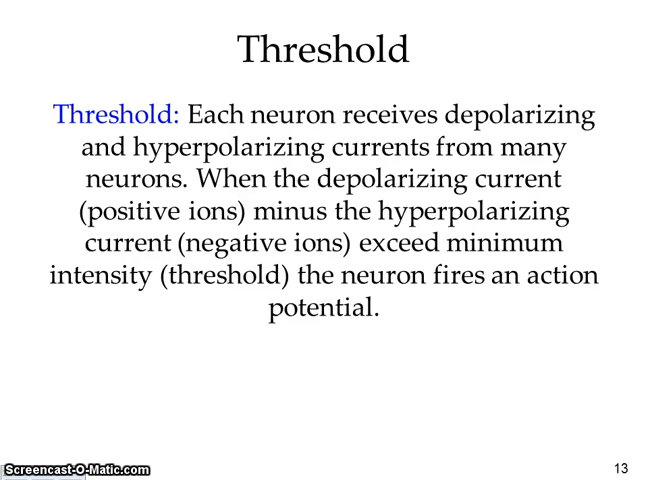 Threshold
Threshold: Each neuron receives depolarizing
and hyperpolarizing currents from many
neurons. When the depolarizing current
(positive ions) minus the hyperpolarizing
current (negative ions) exceed minimum
intensity (threshold) the neuron fires an action
potential.
Screencast-O-Matic.com
13